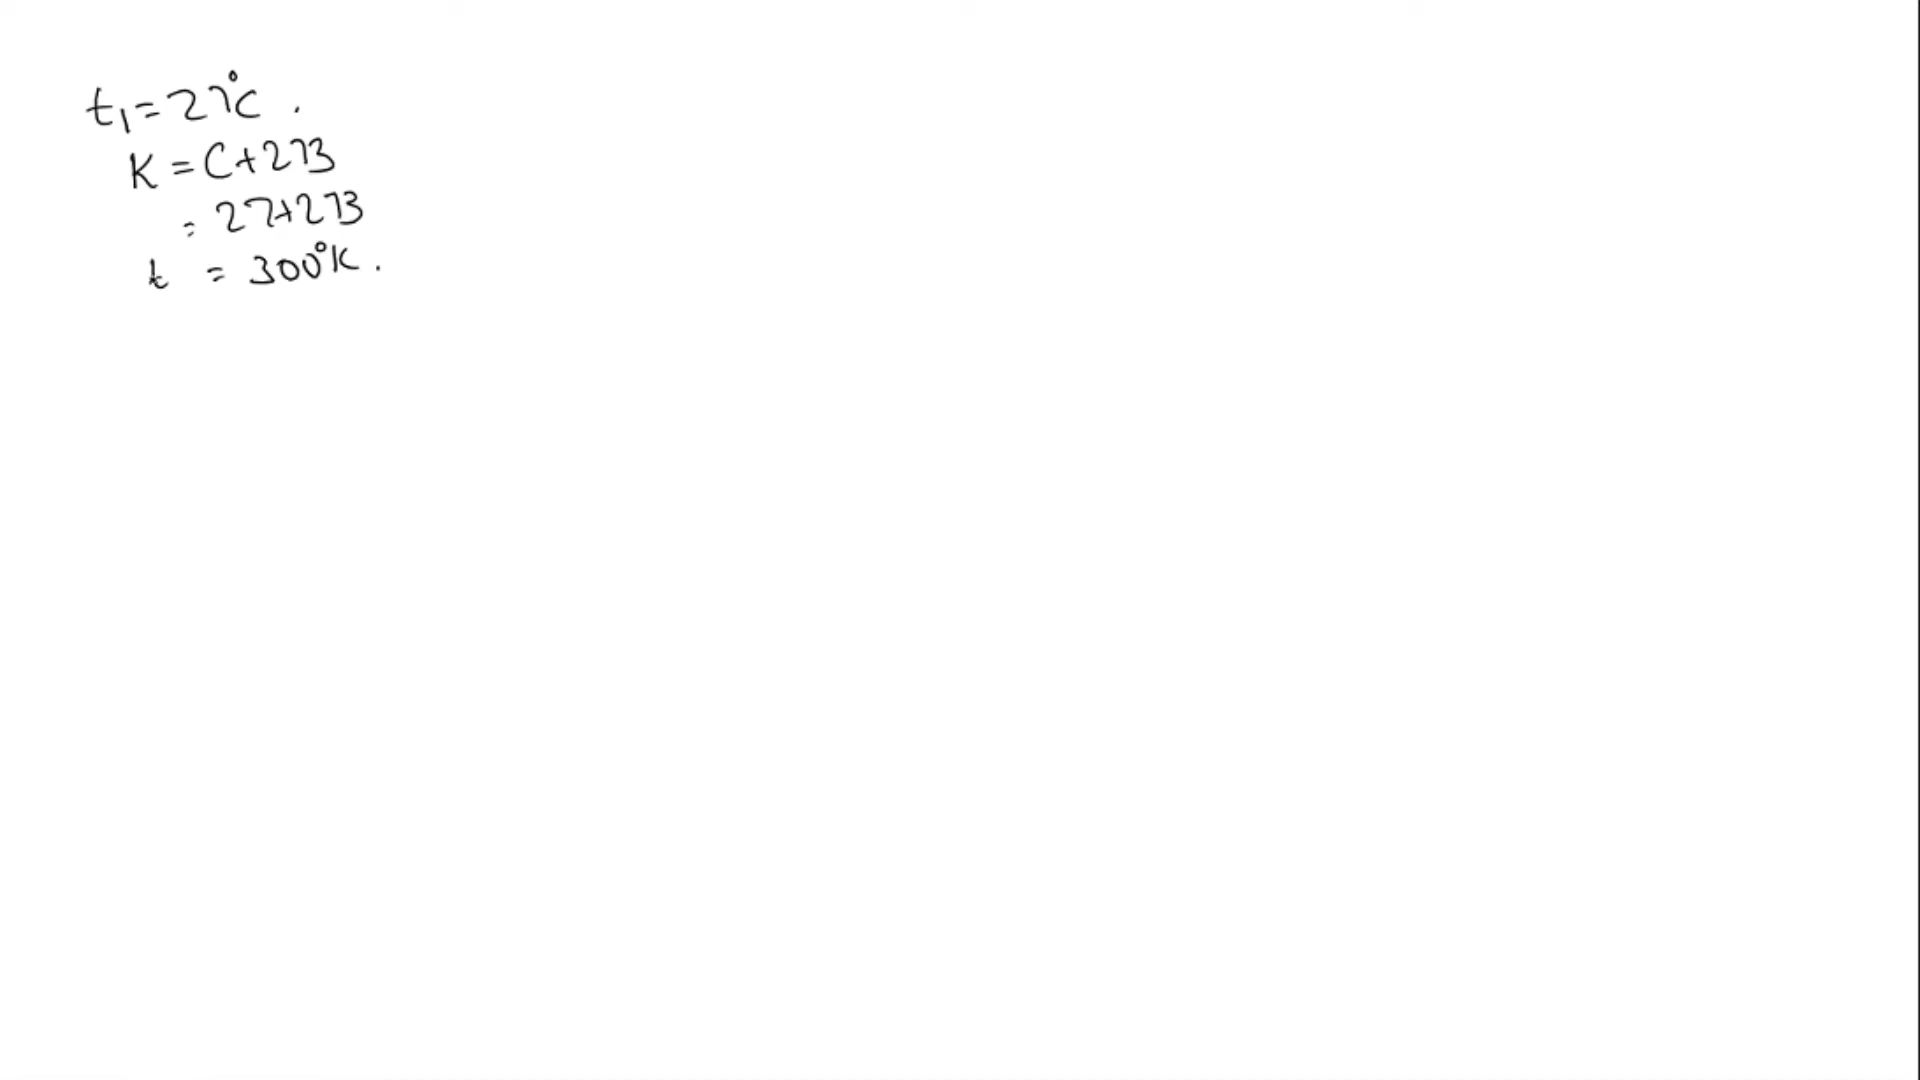 t₁ = 27°C .
K = C + 273
= 27 + 273
t = 300°K .